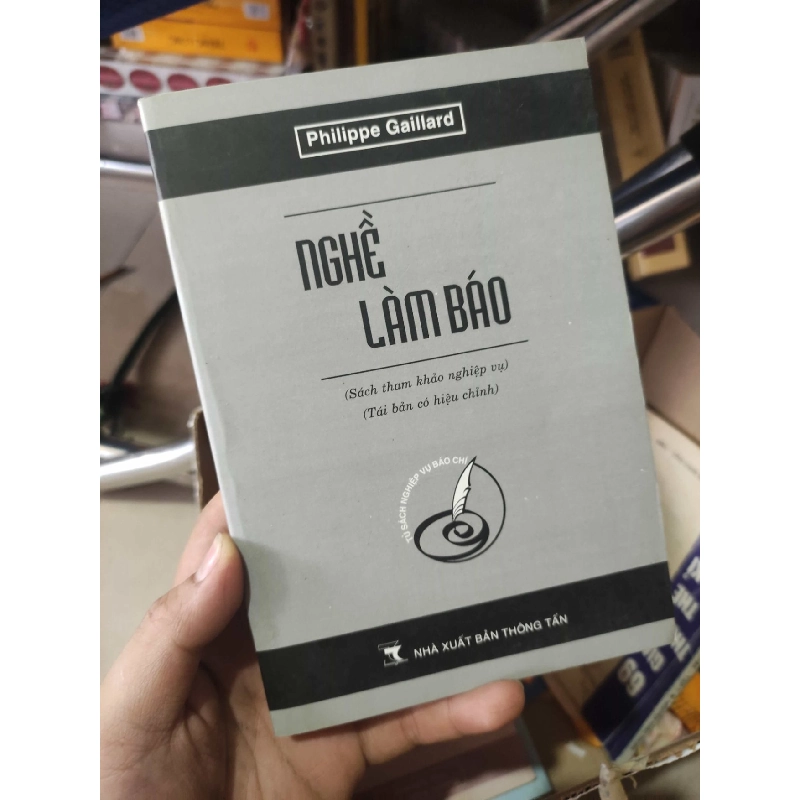 Philippe Gaillard
NGHỀ
LÀM BÁO
(Sách tham khảo nghiệp vụ)
(Tái bản có hiệu chỉnh)
TỦ SÁCH NGHIỆP VỤ BÁO CHÍ
NHÀ XUẤT BẢN THÔNG TẤN